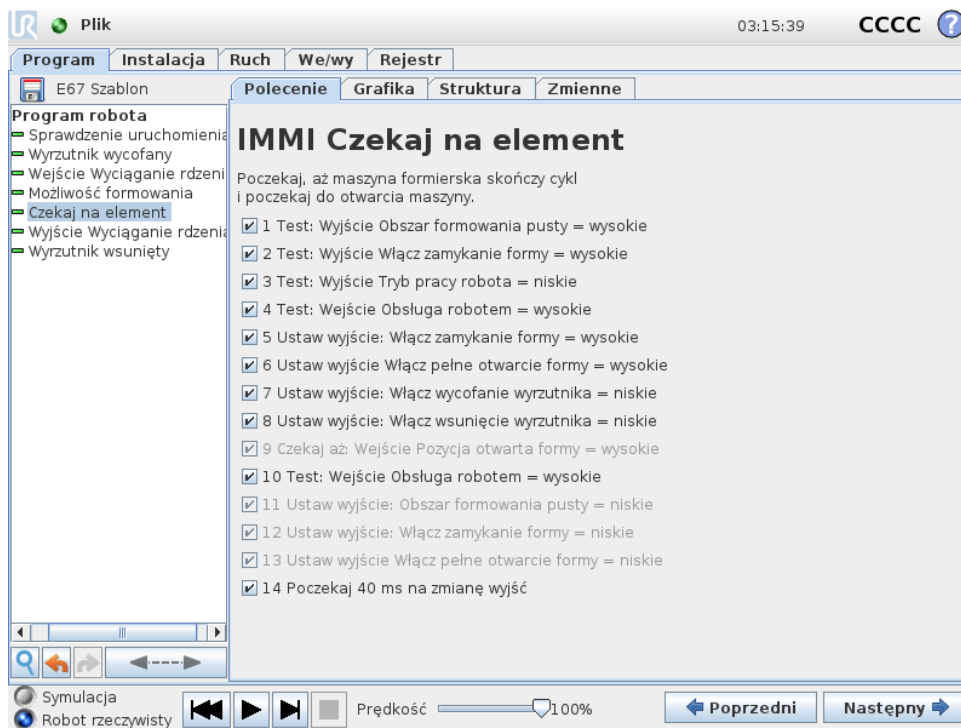 UR Plik 03:15:39 CCCC ?
Program Instalacja Ruch We/wy Rejestr
E67 Szablon
Polecenie Grafika Struktura Zmienne
Program robota
Sprawdzenie uruchomienia
Wyrzutnik wycofany
Wejście Wyciąganie rdzeni
Możliwość formowania
Czekaj na element
Wyjście Wyciąganie rdzenia
Wyrzutnik wsunięty
IMMI Czekaj na element
Poczekaj, aż maszyna formierska skończy cykl
i poczekaj do otwarcia maszyny.
1 Test: Wyjście Obszar formowania pusty = wysokie
2 Test: Wyjście Włącz zamykanie formy = wysokie
3 Test: Wyjście Tryb pracy robota = niskie
4 Test: Wejście Obsługa robotem = wysokie
5 Ustaw wyjście: Włącz zamykanie formy = wysokie
6 Ustaw wyjście Włącz pełne otwarcie formy = wysokie
7 Ustaw wyjście: Włącz wycofanie wyrzutnika = niskie
8 Ustaw wyjście: Włącz wsunięcie wyrzutnika = niskie
9 Czekaj aż: Wejście Pozycja otwarta formy = wysokie
10 Test: Wejście Obsługa robotem = wysokie
11 Ustaw wyjście: Obszar formowania pusty = niskie
12 Ustaw wyjście: Włącz zamykanie formy = niskie
13 Ustaw wyjście Włącz pełne otwarcie formy = niskie
14 Poczekaj 40 ms na zmianę wyjść
Symulacja
Robot rzeczywisty
Prędkość 100%
Poprzedni Następny